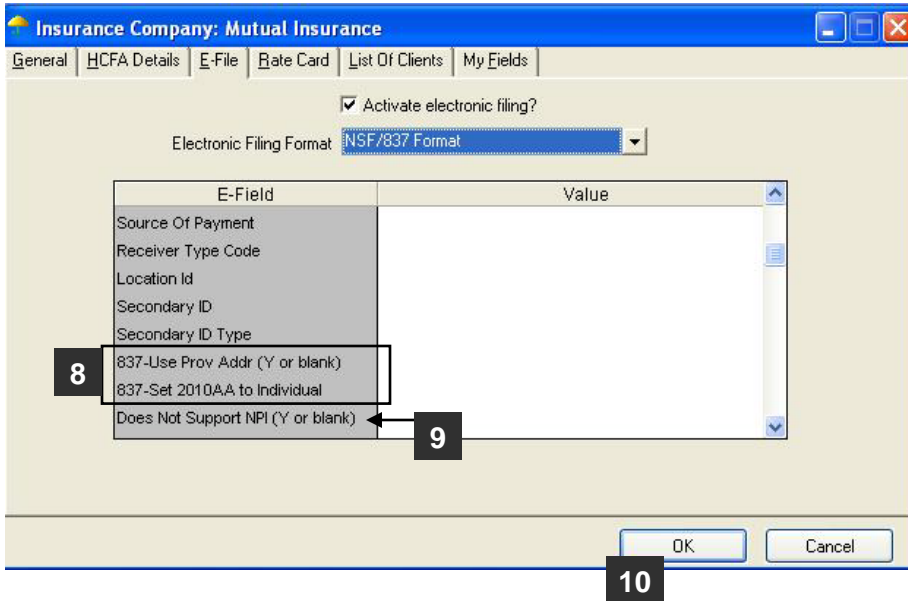 Insurance Company: Mutual Insurance
General HCFA Details E-File Rate Card List Of Clients My Fields
Activate electronic filing?
Electronic Filing Format NSF/837 Format
E-Field Value
Source Of Payment
Receiver Type Code
Location Id
Secondary ID
Secondary ID Type
837-Use Prov Addr (Y or blank)
8
837-Set 2010AA to Individual
Does Not Support NPI (Y or blank)
9
OK Cancel
10